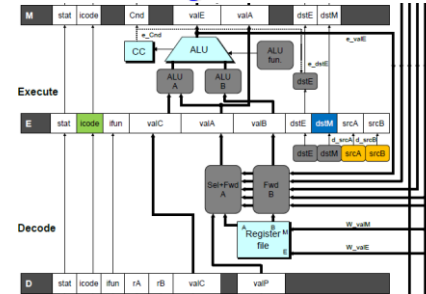 M stat icode Cnd valE valA dstE dstM
e_Cnd
e_valE
CC ALU ALU fun.
e_dstE
ALU A ALU B
dstE
Execute
E stat icode ifun valC valA valB dstE dstM srcA srcB
d_srcA d_srcB
dstE dstM srcA srcB
Sel+Fwd A Fwd B
Decode
A B M
Register file
E
W_valM
W_valE
D stat icode ifun rA rB valC valP